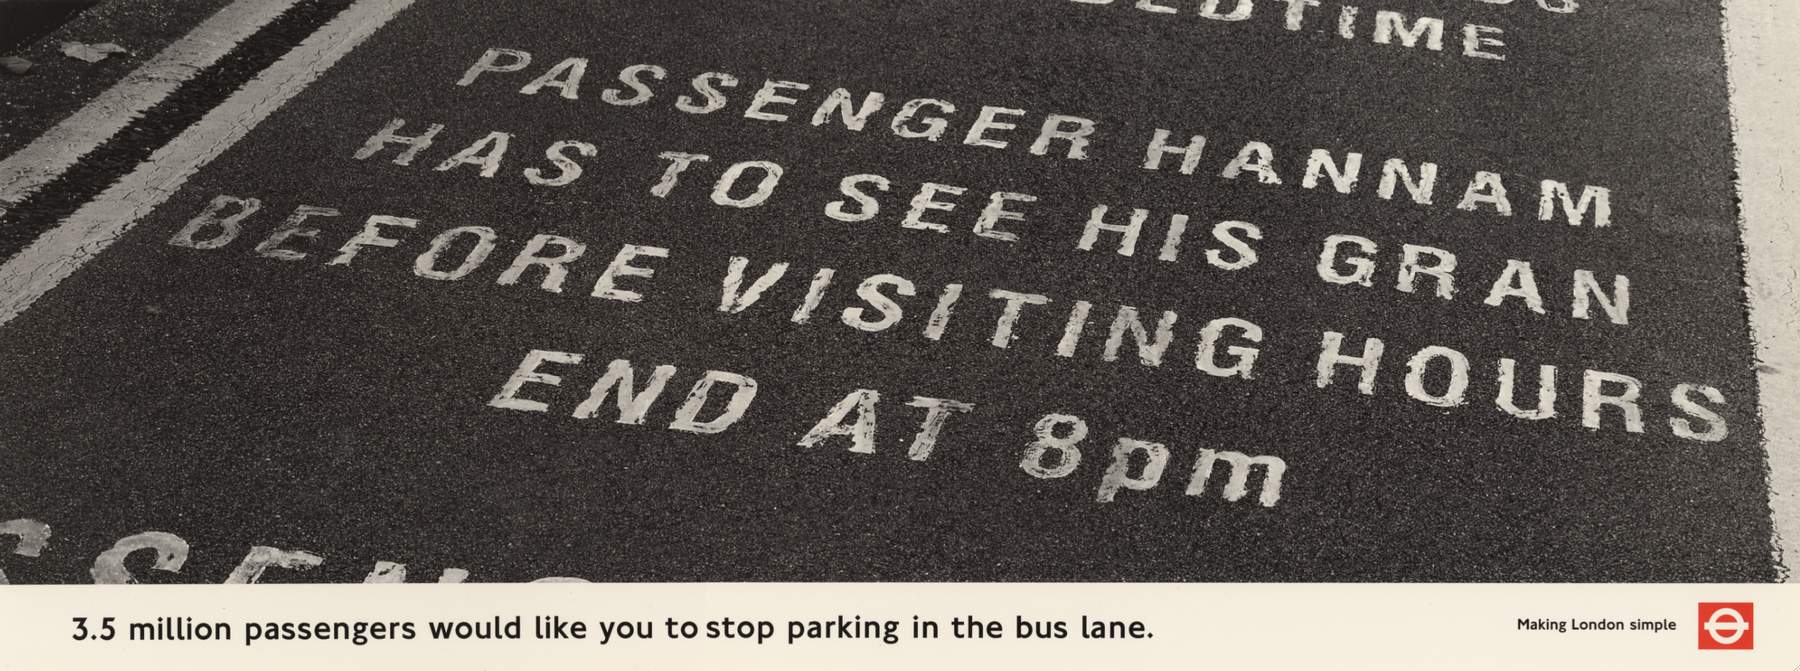 BEDTIME
PASSENGER HANNAM
HAS TO SEE HIS GRAN
BEFORE VISITING HOURS
END AT 8pm
3.5 million passengers would like you to stop parking in the bus lane.
Making London simple